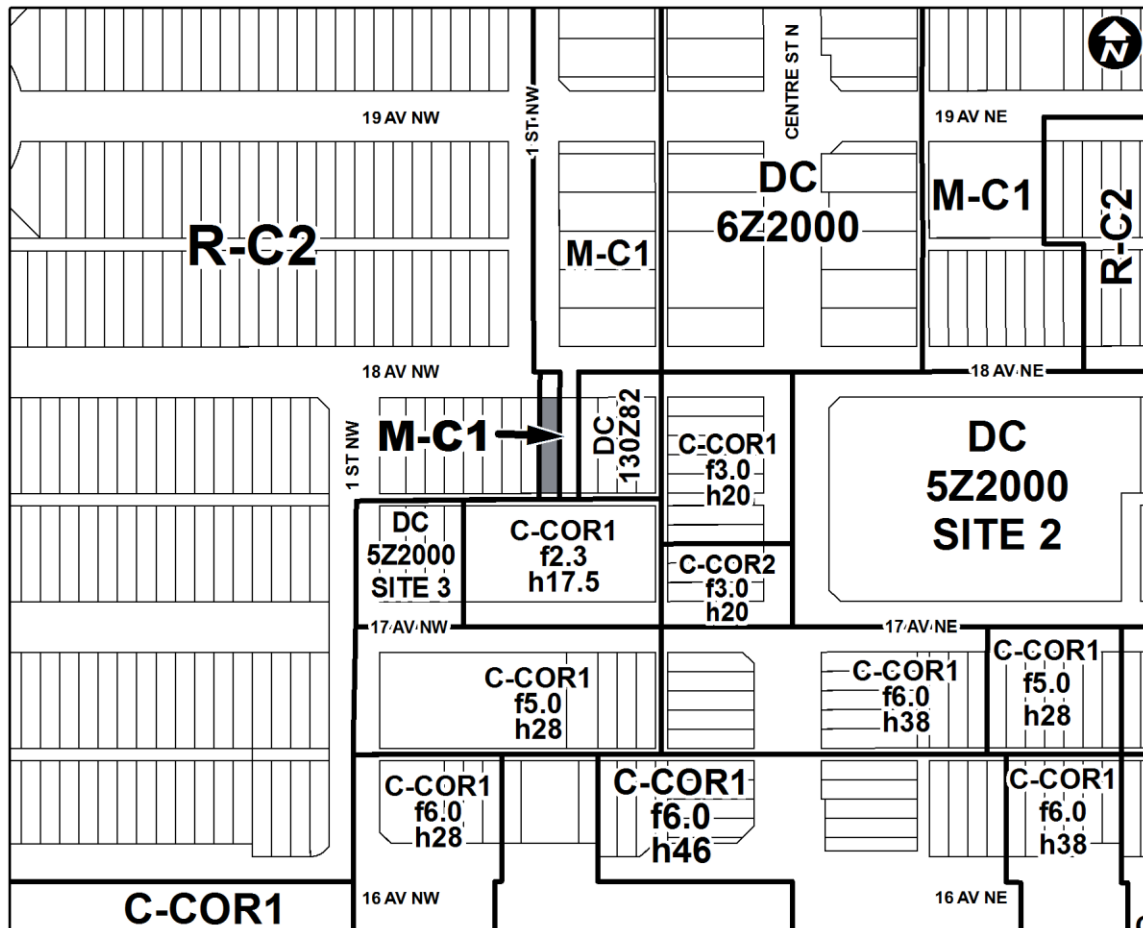 N
CENTRE ST N
1 ST NW
19 AV NW
19 AV NE
DC
6Z2000
M-C1
R-C2
R-C2
M-C1
18 AV NW
18 AV NE
M-C1
DC
130Z82
1 ST NW
C-COR1
f3.0
h20
DC
5Z2000
SITE 2
DC
5Z2000
SITE 3
C-COR1
f2.3
h17.5
C-COR2
f3.0
h20
17 AV NW
17 AV NE
C-COR1
f5.0
h28
C-COR1
f6.0
h38
C-COR1
f5.0
h28
C-COR1
f6.0
h28
C-COR1
f6.0
h46
C-COR1
f6.0
h38
C-COR1
16 AV NW
16 AV NE